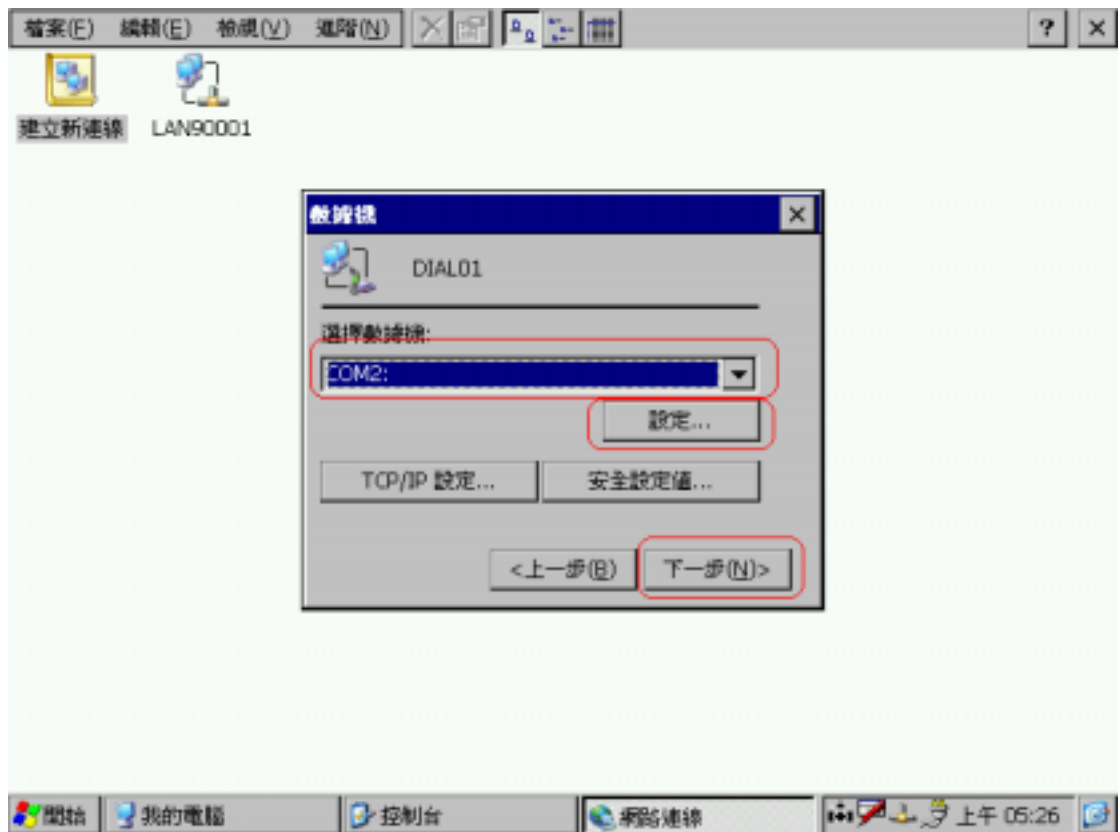 檔案(F) 編輯(E) 檢視(V) 進階(N) ? ×
建立新連線 LAN90001
數據機 ×
DIAL01
選擇數據機:
COM2:
設定...
TCP/IP 設定... 安全設定值...
<上一步(B) 下一步(N)>
開始 我的電腦 控制台 網路連線 上午 05:26